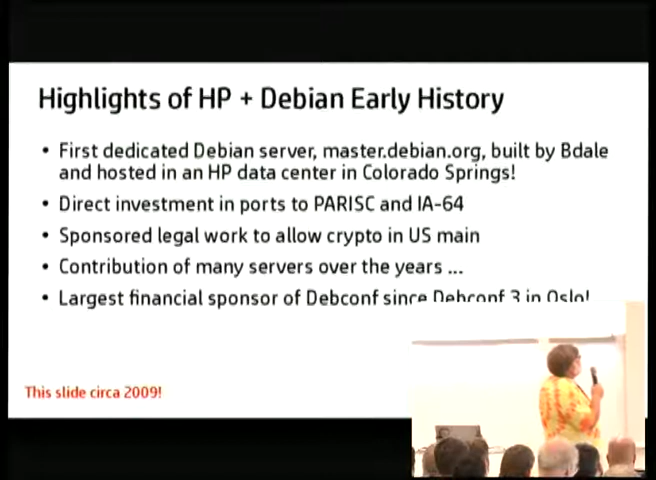 Highlights of HP + Debian Early History
• First dedicated Debian server, master.debian.org, built by Bdale
and hosted in an HP data center in Colorado Springs!
• Direct investment in ports to PARISC and IA-64
• Sponsored legal work to allow crypto in US main
• Contribution of many servers over the years ...
• Largest financial sponsor of Debconf since Debconf 3 in Oslo!
This slide circa 2009!